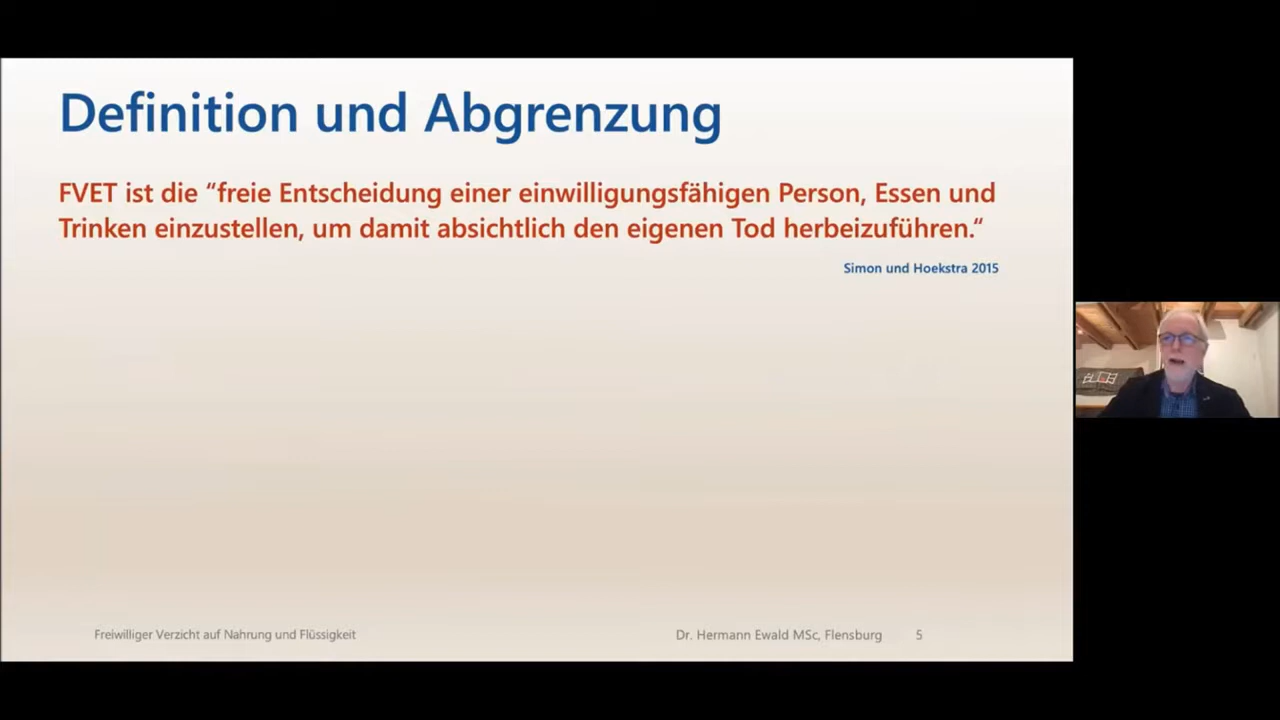 Definition und Abgrenzung
FVET ist die “freie Entscheidung einer einwilligungsfähigen Person, Essen und
Trinken einzustellen, um damit absichtlich den eigenen Tod herbeizuführen.“
Simon und Hoekstra 2015
Freiwilliger Verzicht auf Nahrung und Flüssigkeit
Dr. Hermann Ewald MSc, Flensburg
5